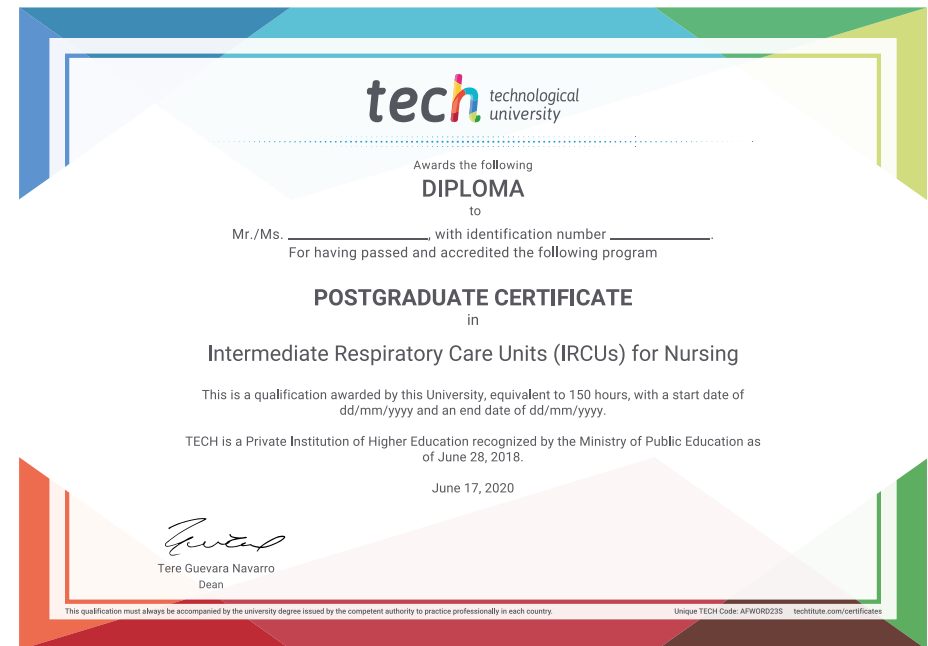 tech technological
university
Awards the following
DIPLOMA
to
Mr./Ms. ____________________, with identification number ______________.
For having passed and accredited the following program
POSTGRADUATE CERTIFICATE
in
Intermediate Respiratory Care Units (IRCUs) for Nursing
This is a qualification awarded by this University, equivalent to 150 hours, with a start date of
dd/mm/yyyy and an end date of dd/mm/yyyy.
TECH is a Private Institution of Higher Education recognized by the Ministry of Public Education as
of June 28, 2018.
June 17, 2020
Tere Guevara Navarro
Dean
This qualification must always be accompanied by the university degree issued by the competent authority to practice professionally in each country. Unique TECH Code: AFWORD23S techtitute.com/certificates